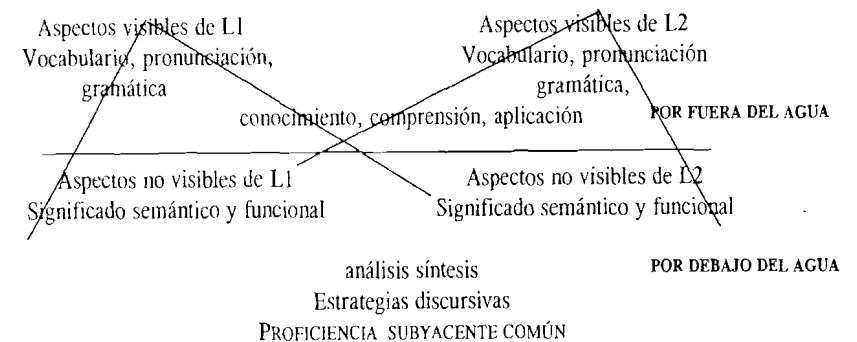 Aspectos visibles de L1
Vocabulario, pronunciación,
gramática
Aspectos visibles de L2
Vocabulario, pronunciación
gramática,
conocimiento, comprensión, aplicación
POR FUERA DEL AGUA
Aspectos no visibles de L1
Significado semántico y funcional
Aspectos no visibles de L2
Significado semántico y funcional
análisis síntesis
POR DEBAJO DEL AGUA
Estrategias discursivas
PROFICIENCIA SUBYACENTE COMÚN